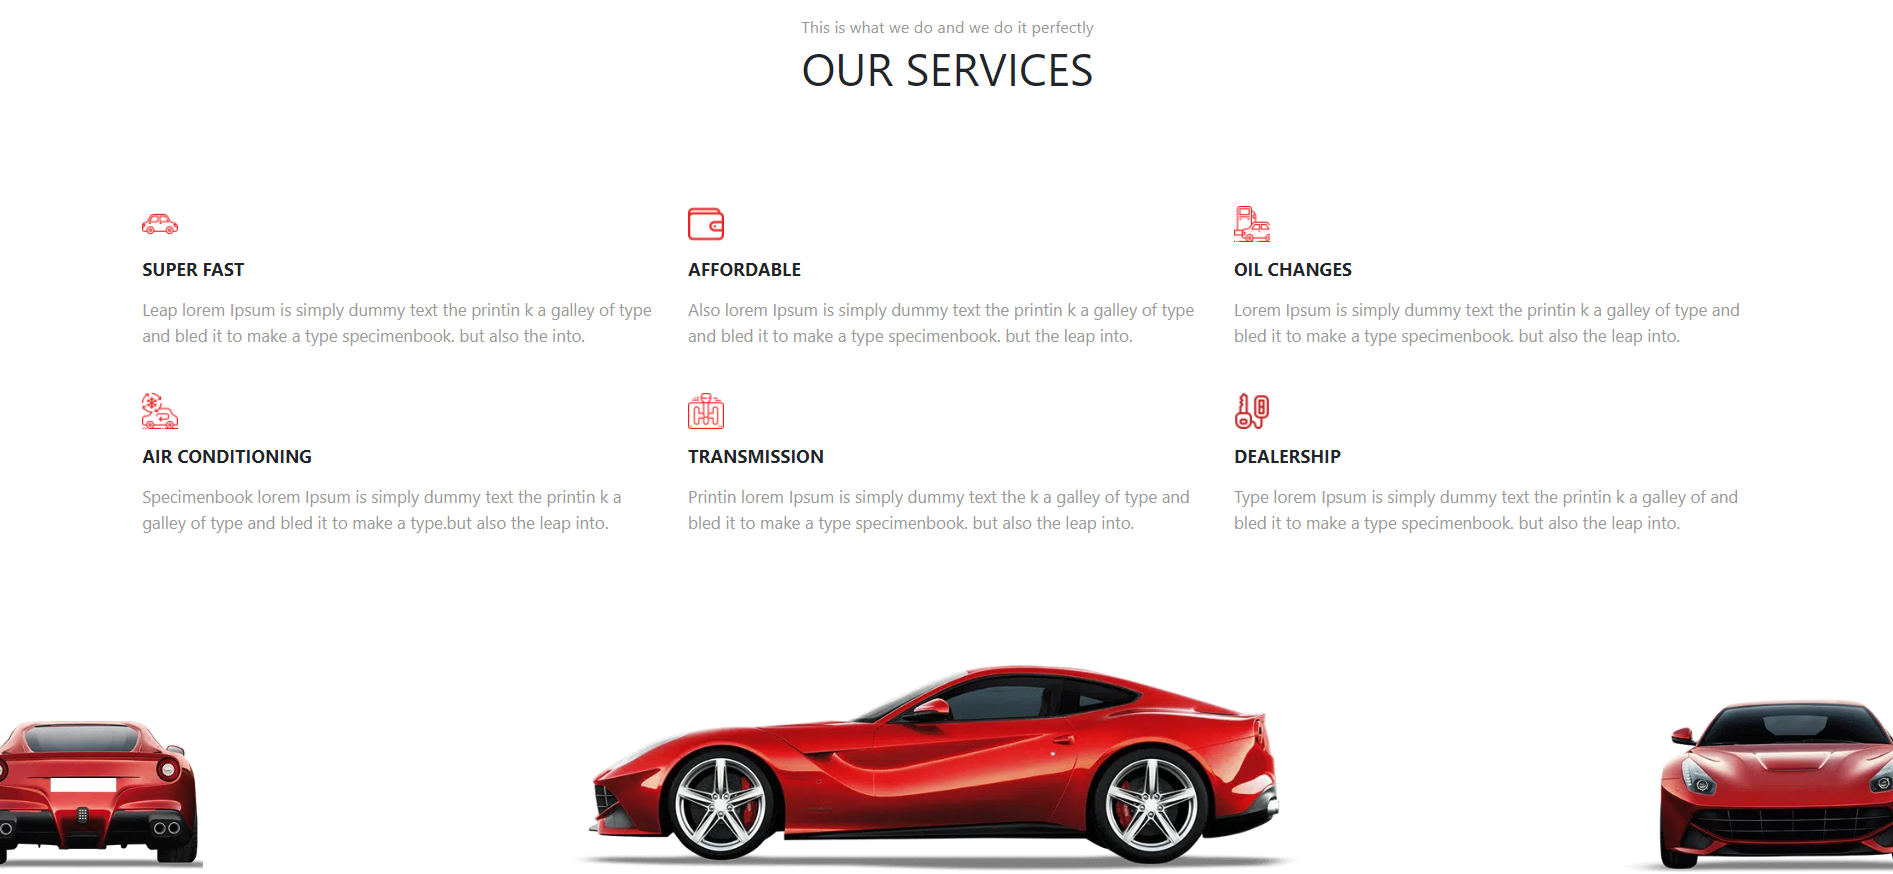 This is what we do and we do it perfectly
OUR SERVICES
SUPER FAST
Leap lorem Ipsum is simply dummy text the printin k a galley of type
and bled it to make a type specimenbook. but also the into.
AFFORDABLE
Also lorem Ipsum is simply dummy text the printin k a galley of type
and bled it to make a type specimenbook. but the leap into.
OIL CHANGES
Lorem Ipsum is simply dummy text the printin k a galley of type and
bled it to make a type specimenbook. but also the leap into.
AIR CONDITIONING
Specimenbook lorem Ipsum is simply dummy text the printin k a
galley of type and bled it to make a type.but also the leap into.
TRANSMISSION
Printin lorem Ipsum is simply dummy text the k a galley of type and
bled it to make a type specimenbook. but also the leap into.
DEALERSHIP
Type lorem Ipsum is simply dummy text the printin k a galley of and
bled it to make a type specimenbook. but also the leap into.